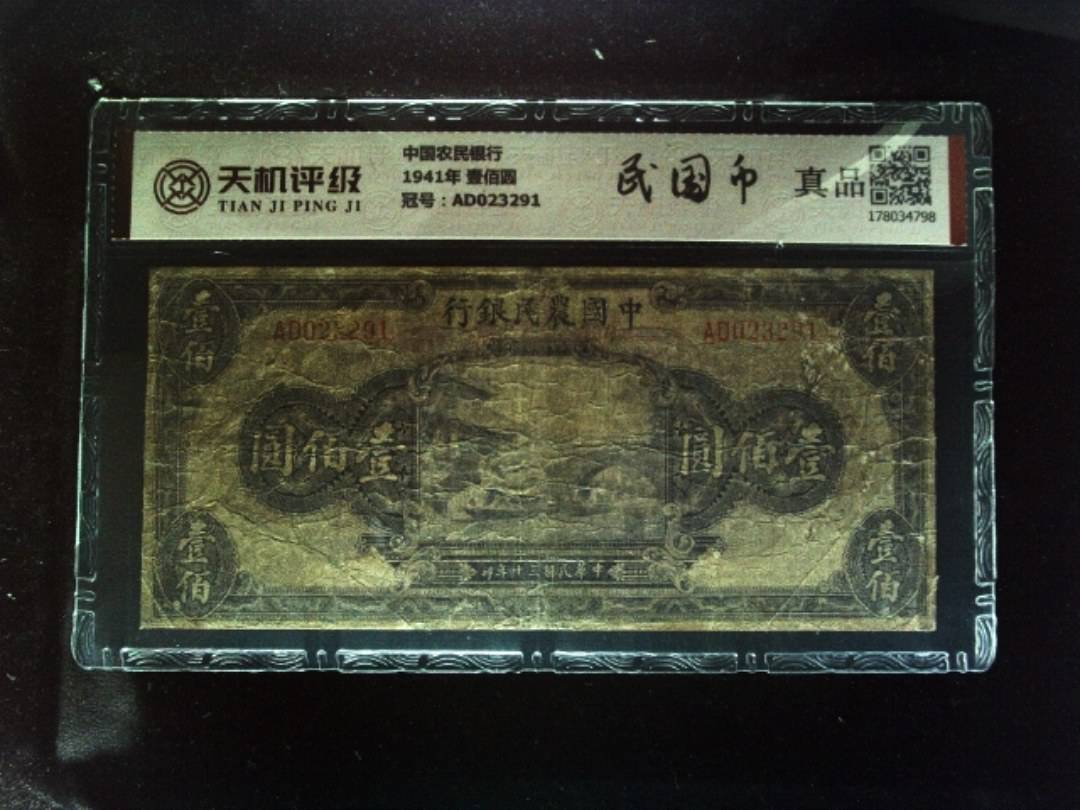 天机评级
TIAN JI PING JI
中国农民银行
1941年 壹佰圆
冠号：AD023291
民国币
真品
178034798
行銀民農國中
AD023291
AD023291
壹佰
壹佰
圓佰壹
圓佰壹
壹佰
壹佰